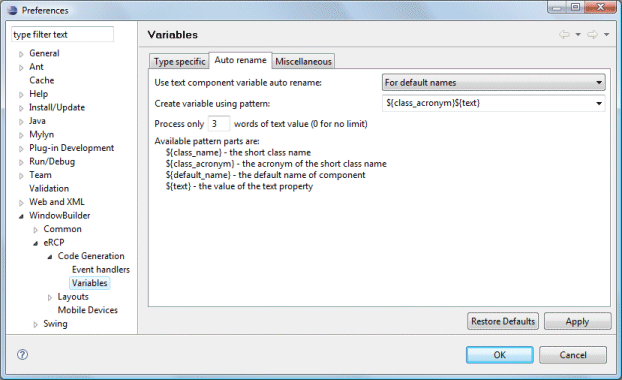 Preferences
type filter text
General
Ant
Cache
Help
Install/Update
Java
Mylyn
Plug-in Development
Run/Debug
Team
Validation
Web and XML
WindowBuilder
Common
eRCP
Code Generation
Event handlers
Variables
Layouts
Mobile Devices
Swing
Variables
Type specific Auto rename Miscellaneous
Use text component variable auto rename: For default names
Create variable using pattern: ${class_acronym}${text}
Process only 3 words of text value (0 for no limit)
Available pattern parts are:
${class_name} - the short class name
${class_acronym} - the acronym of the short class name
${default_name} - the default name of component
${text} - the value of the text property
Restore Defaults Apply
? OK Cancel